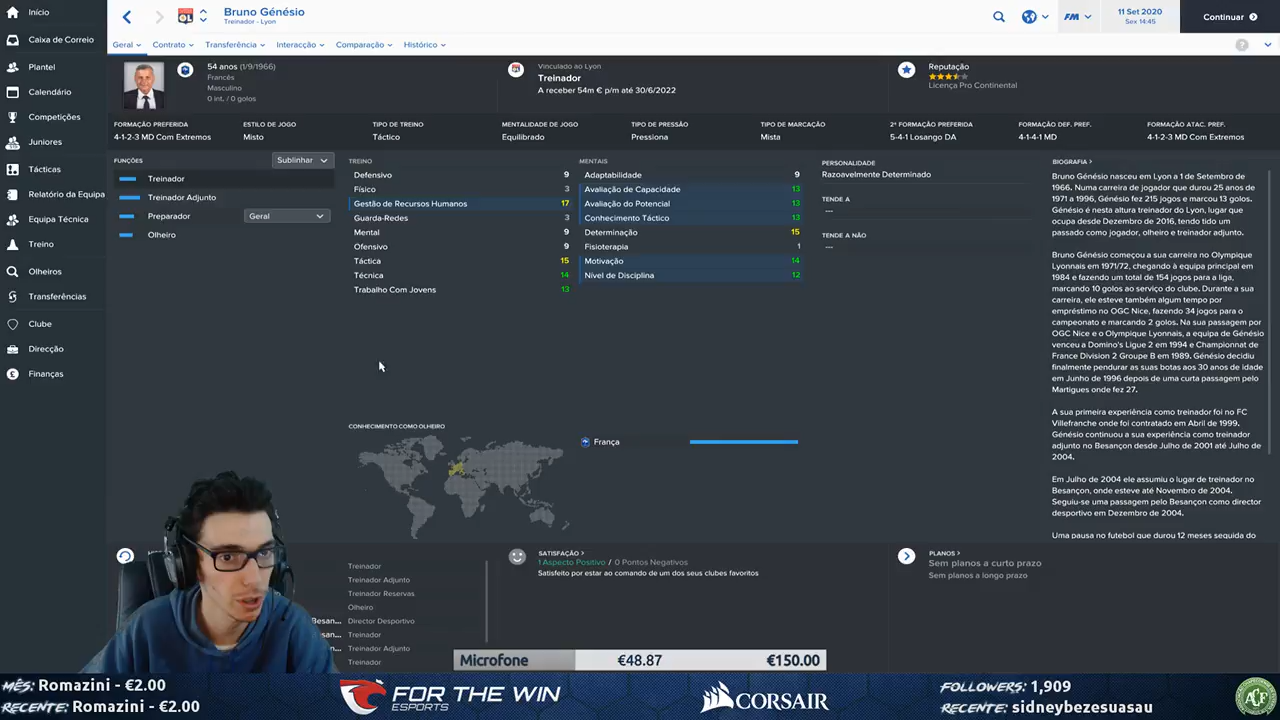 Início
Caixa de Correio
Plantel
Calendário
Competições
Juniores
Tácticas
Relatório da Equipa
Equipa Técnica
Treino
Olheiros
Transferências
Clube
Direcção
Finanças
Bruno Génésio
Treinador - Lyon
FM
11 Set 2020
Sex 14:45
Continuar
Geral
Contrato
Transferência
Interacção
Comparação
Histórico
54 anos (1/9/1966)
Francês
Masculino
0 int. / 0 golos
Vinculado ao Lyon
Treinador
A receber 54m € p/m até 30/6/2022
Reputação
Licença Pro Continental
FORMAÇÃO PREFERIDA
4-1-2-3 MD Com Extremos
ESTILO DE JOGO
Misto
TIPO DE TREINO
Táctico
MENTALIDADE DE JOGO
Equilibrado
TIPO DE PRESSÃO
Pressiona
TIPO DE MARCAÇÃO
Mista
2ª FORMAÇÃO PREFERIDA
5-4-1 Losango DA
FORMAÇÃO DEF. PREF.
4-1-4-1 MD
FORMAÇÃO ATAC. PREF.
4-1-2-3 MD Com Extremos
FUNÇÕES
Sublinhar
Treinador
Treinador Adjunto
Preparador
Geral
Olheiro
TREINO
Defensivo 9
Físico 3
Gestão de Recursos Humanos 17
Guarda-Redes 3
Mental 9
Ofensivo 9
Táctica 15
Técnica 14
Trabalho Com Jovens 13
MENTAIS
Adaptabilidade 9
Avaliação de Capacidade 13
Avaliação do Potencial 13
Conhecimento Táctico 13
Determinação 15
Fisioterapia 1
Motivação 14
Nível de Disciplina 12
PERSONALIDADE
Razoavelmente Determinado
TENDE A
---
TENDE A NÃO
---
BIOGRAFIA >
Bruno Génésio nasceu em Lyon a 1 de Setembro de
1966. Numa carreira de jogador que durou 25 anos de
1971 a 1996, Génésio fez 215 jogos e marcou 13 golos.
Génésio é nesta altura treinador do Lyon, lugar que
ocupa desde Dezembro de 2016, tendo tido um
passado como jogador, olheiro e treinador adjunto.
Bruno Génésio começou a sua carreira no Olympique
Lyonnais em 1971/72, chegando à equipa principal em
1984 e fazendo um total de 154 jogos para a liga,
marcando 10 golos ao serviço do clube. Durante a sua
carreira, ele esteve também algum tempo por
empréstimo no OGC Nice, fazendo 34 jogos para o
campeonato e marcando 2 golos. Na sua passagem por
OGC Nice e o Olympique Lyonnais, a equipa de Génésio
venceu a Domino's Ligue 2 em 1994 e Championnat de
France Division 2 Groupe B em 1989. Génésio decidiu
finalmente pendurar as suas botas aos 30 anos de idade
em Junho de 1996 depois de uma curta passagem pelo
Martigues onde fez 27.
A sua primeira experiência como treinador foi no FC
Villefranche onde foi contratado em Abril de 1999.
Génésio continuou a sua experiência como treinador
adjunto no Besançon desde Julho de 2001 até Julho de
2004.
Em Julho de 2004 ele assumiu o lugar de treinador no
Besançon, onde esteve até Novembro de 2004.
Seguiu-se uma passagem pelo Besançon como director
desportivo em Dezembro de 2004.
Uma pausa no futebol que durou 12 meses seguida do
CONHECIMENTO COMO OLHEIRO
França
Treinador
Treinador Adjunto
Treinador Reservas
Olheiro
Besan... Director Desportivo
san... Treinador
n... Treinador Adjunto
Treinador
SATISFAÇÃO >
1 Aspecto Positivo / 0 Pontos Negativos
Satisfeito por estar ao comando de um dos seus clubes favoritos
PLANOS >
Sem planos a curto prazo
Sem planos a longo prazo
Microfone €48.87 €150.00
MÊS: Romazini - €2.00
RECENTE: Romazini - €2.00
FOR THE WIN
ESPORTS
CORSAIR
FOLLOWERS: 1,909
RECENTE: sidneybezesuasau